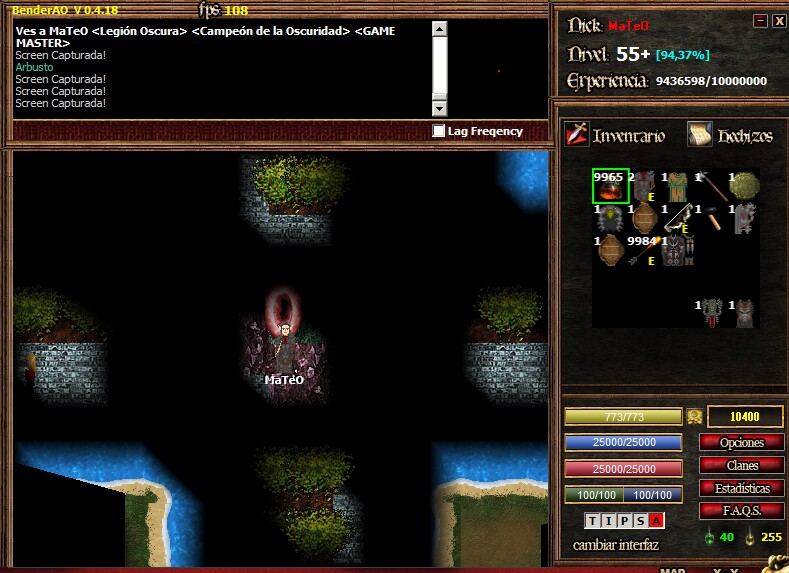 BenderAO V 0.4.18
fps 108
Ves a MaTeO <Legión Oscura> <Campeón de la Oscuridad> <GAME
MASTER>
Screen Capturada!
Arbusto
Screen Capturada!
Screen Capturada!
Screen Capturada!
Lag Freqency
Nick: MaTeO
Nivel: 55+ [94,37%]
Experiencia: 9436598/10000000
Inventario Hechizos
9965 2 1 1 1
E
1 1 1 1 1
E
1 9984 1
E
1 1
MaTeO
773/773 10400
25000/25000 Opciones
25000/25000 Clanes
100/100 100/100 Estadísticas
T I P S A F.A.Q.S.
cambiar interfaz 40 255
MAP X X